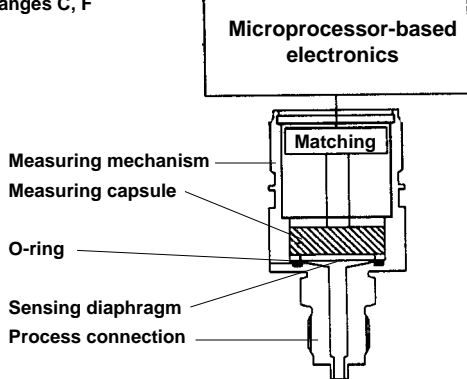 anges C, F
Microprocessor-based
electronics
Matching
Measuring mechanism
Measuring capsule
O-ring
Sensing diaphragm
Process connection